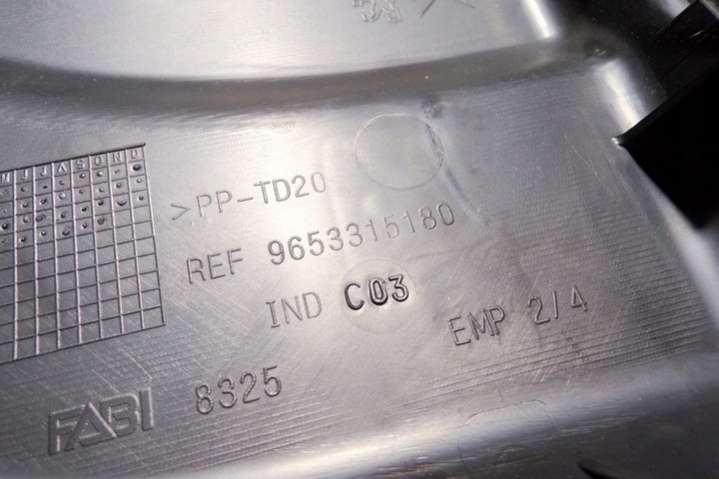 >PP-TD20
REF 9653315180
IND C03
EMP 2/4
8325
FABI